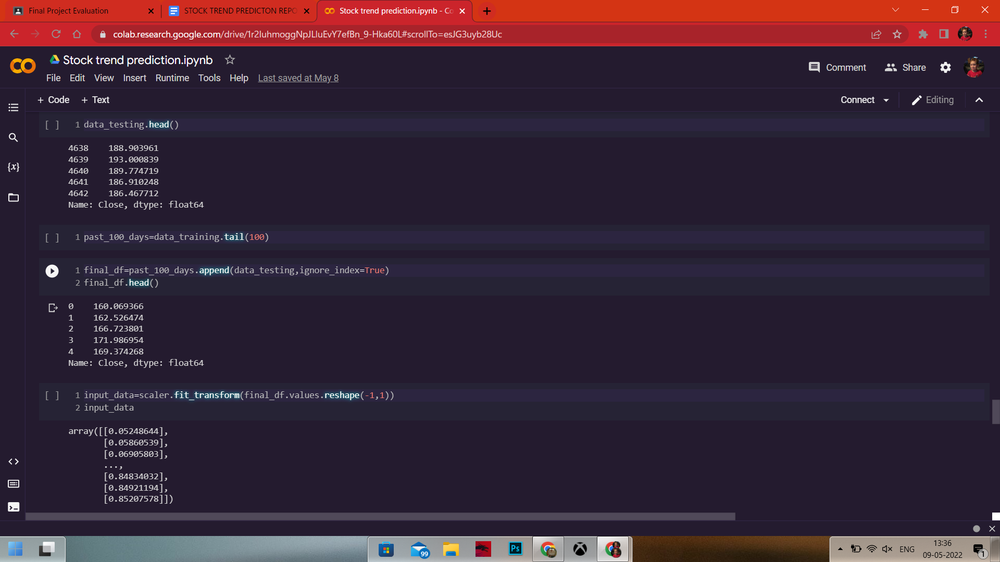 Final Project Evaluation
STOCK TREND PREDICTON REPO
Stock trend prediction.ipynb - Co
colab.research.google.com/drive/1r2IuhmoggNpJLluEvY7efBn_9-Hka60L#scrollTo=esJG3uyb28Uc
Stock trend prediction.ipynb
Comment
Share
File Edit View Insert Runtime Tools Help Last saved at May 8
+ Code + Text
Connect
Editing
[ ] 1 data_testing.head()
4638 188.903961
4639 193.000839
4640 189.774719
4641 186.910248
4642 186.467712
Name: Close, dtype: float64
[ ] 1 past_100_days=data_training.tail(100)
1 final_df=past_100_days.append(data_testing,ignore_index=True)
2 final_df.head()
0 160.069366
1 162.526474
2 166.723801
3 171.986954
4 169.374268
Name: Close, dtype: float64
[ ] 1 input_data=scaler.fit_transform(final_df.values.reshape(-1,1))
2 input_data
array([[0.05248644],
[0.05860539],
[0.06905803],
...,
[0.84834032],
[0.84921194],
[0.85207578]])
{x}
99
Ps
ENG
13:36
09-05-2022
1